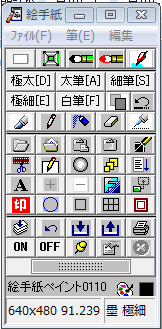 絵手紙
ﾌｧｲﾙ(F) 筆(E) 編集
極太[D] 太筆[A] 細筆[S]
極細[E] 白筆[F]
A
印
ON OFF
絵手紙ペイント0110
640x480 91.239 墨 極細